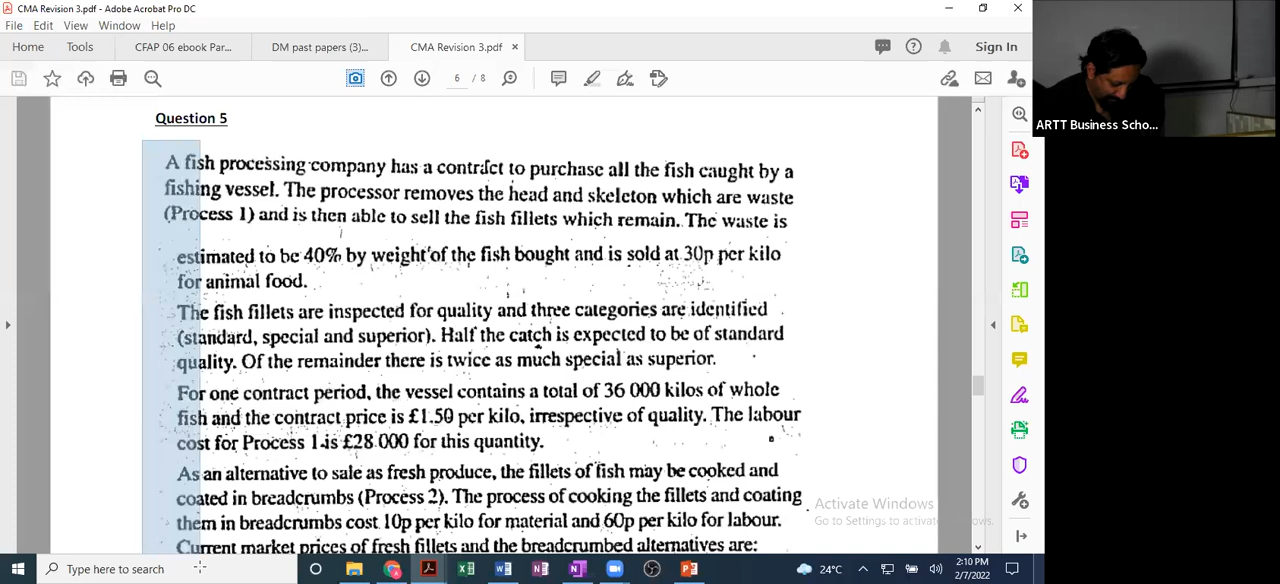 CMA Revision 3.pdf - Adobe Acrobat Pro DC
File Edit View Window Help
Home Tools CFAP 06 ebook Par... DM past papers (3)... CMA Revision 3.pdf × Sign In
6 / 8
ARTT Business Scho...
Question 5
A fish processing company has a contract to purchase all the fish caught by a
fishing vessel. The processor removes the head and skeleton which are waste
(Process 1) and is then able to sell the fish fillets which remain. The waste is
estimated to be 40% by weight of the fish bought and is sold at 30p per kilo
for animal food.
The fish fillets are inspected for quality and three categories are identified
(standard, special and superior). Half the catch is expected to be of standard
quality. Of the remainder there is twice as much special as superior.
For one contract period, the vessel contains a total of 36 000 kilos of whole
fish and the contract price is £1.50 per kilo, irrespective of quality. The labour
cost for Process 1 is £28 000 for this quantity.
As an alternative to sale as fresh produce, the fillets of fish may be cooked and
coated in breadcrumbs (Process 2). The process of cooking the fillets and coating
them in breadcrumbs cost 10p per kilo for material and 60p per kilo for labour.
Current market prices of fresh fillets and the breadcrumbed alternatives are:
Activate Windows
Go to Settings to activate Windows.
Type here to search
24°C
2:10 PM
2/7/2022